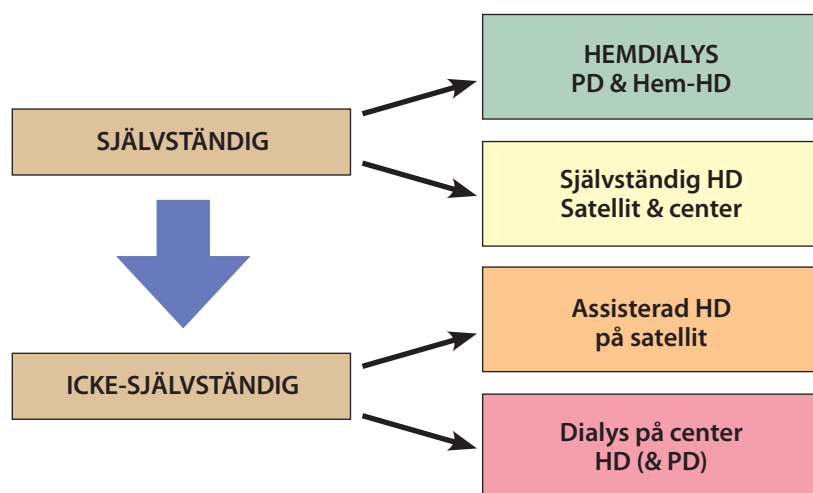 HEMDIALYS
PD & Hem-HD
SJÄLVSTÄNDIG
Självständig HD
Satellit & center
Assisterad HD
på satellit
ICKE-SJÄLVSTÄNDIG
Dialys på center
HD (& PD)